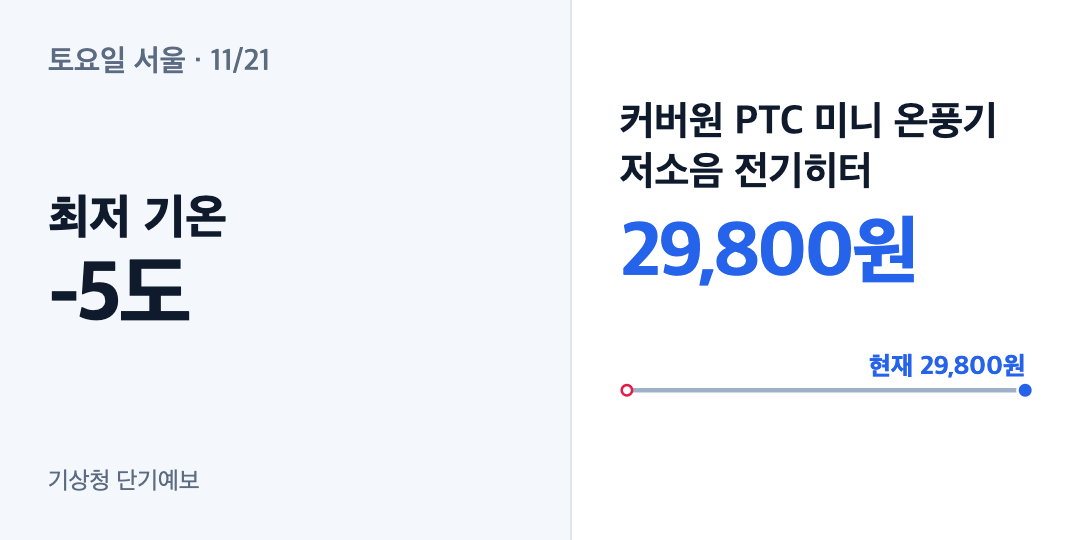 토요일 서울 · 11/21
최저 기온
-5도
기상청 단기예보
커버원 PTC 미니 온풍기
저소음 전기히터
29,800원
현재 29,800원